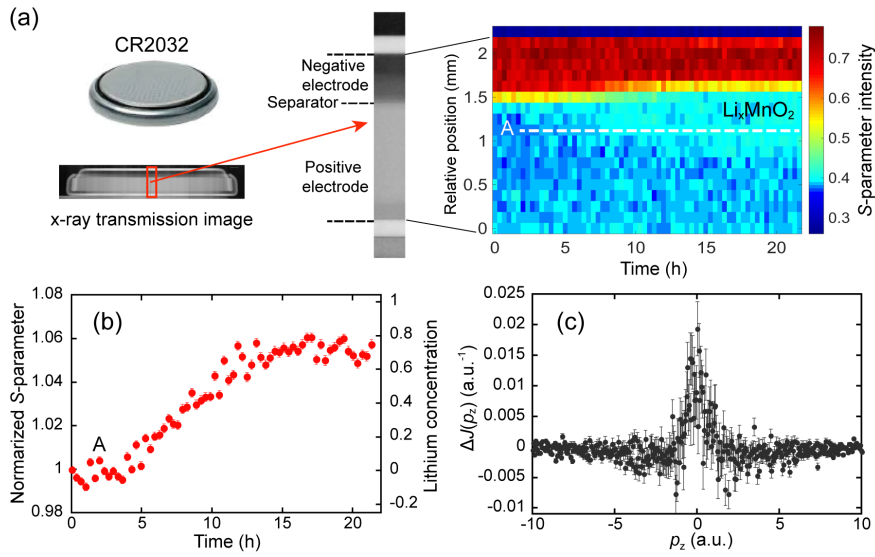 (a)
CR2032
x-ray transmission image
Negative
electrode
Separator
Positive
electrode
Relative position (mm)
2
1.5
1
0.5
0
A
LiₓMnO₂
0 5 10 15 20
Time (h)
0.7
0.6
0.5
0.4
0.3
S-parameter intensity
(b)
Normarized S-parameter
1.08
1.06
1.04
1.02
1
0.98
A
0 5 10 15 20
Time (h)
1
0.8
0.6
0.4
0.2
0
-0.2
Lithium concentration
(c)
ΔJ(pz) (a.u.⁻¹)
0.025
0.02
0.015
0.01
0.005
0
-0.005
-0.01
-10 -5 0 5 10
pz (a.u.)